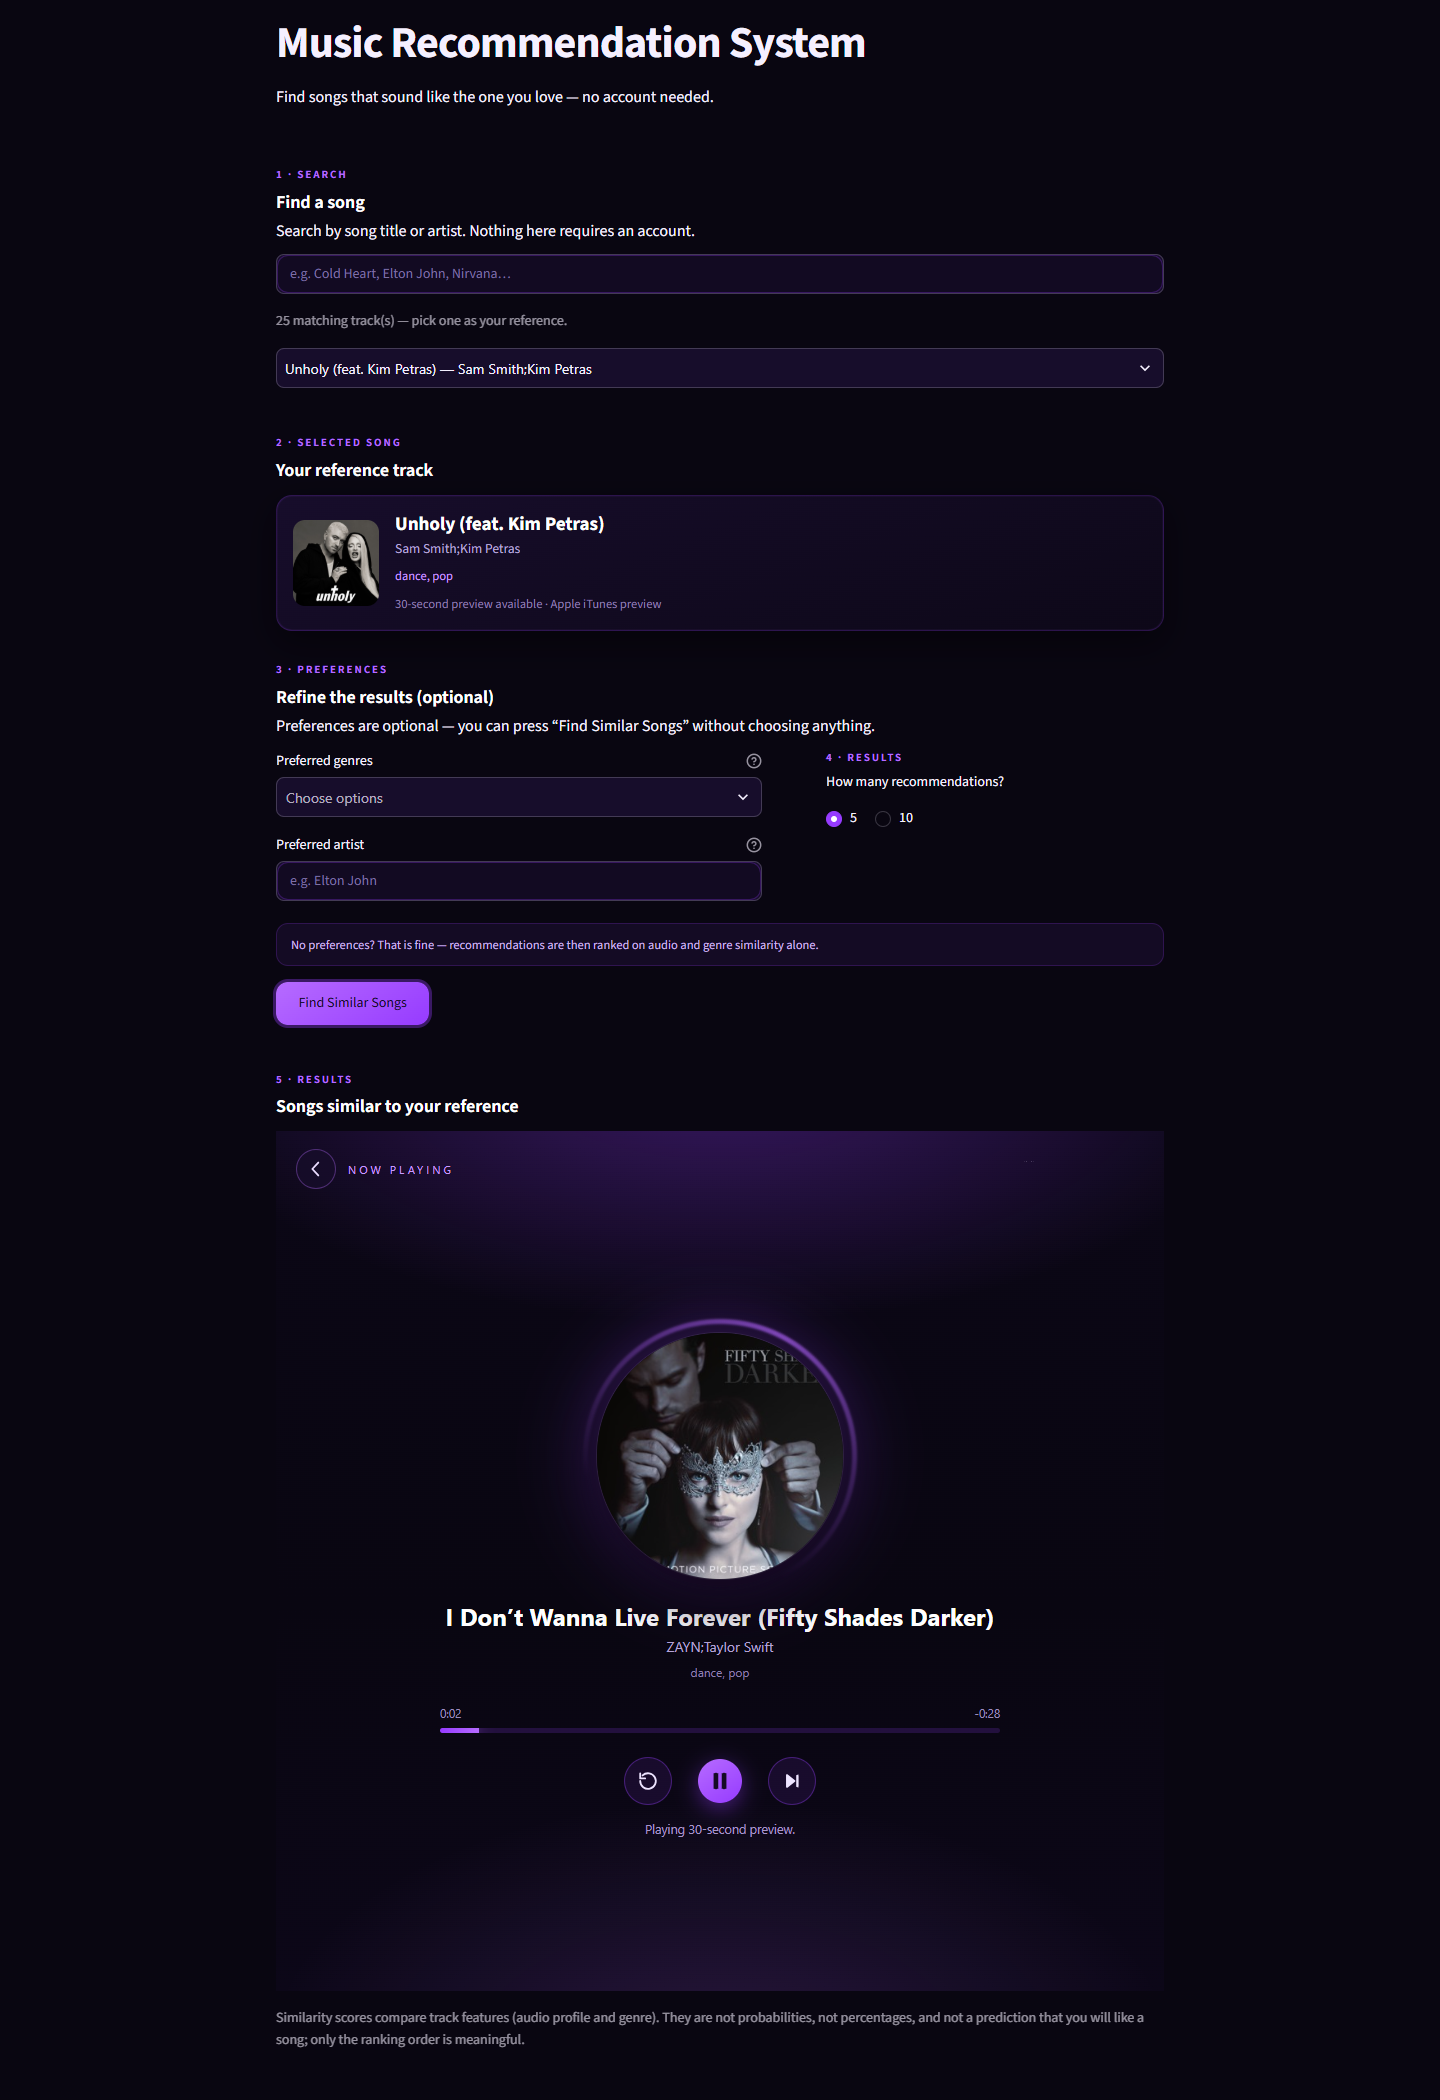 Music Recommendation System
Find songs that sound like the one you love — no account needed.
1 · SEARCH
Find a song
Search by song title or artist. Nothing here requires an account.
e.g. Cold Heart, Elton John, Nirvana…
25 matching track(s) — pick one as your reference.
Unholy (feat. Kim Petras) — Sam Smith;Kim Petras
2 · SELECTED SONG
Your reference track
unholy
Unholy (feat. Kim Petras)
Sam Smith;Kim Petras
dance, pop
30-second preview available · Apple iTunes preview
3 · PREFERENCES
Refine the results (optional)
Preferences are optional — you can press “Find Similar Songs” without choosing anything.
Preferred genres
Choose options
Preferred artist
e.g. Elton John
4 · RESULTS
How many recommendations?
5 10
No preferences? That is fine — recommendations are then ranked on audio and genre similarity alone.
Find Similar Songs
5 · RESULTS
Songs similar to your reference
NOW PLAYING
FIFTY SH
DARKE
OTION PICTURE S
I Don’t Wanna Live Forever (Fifty Shades Darker)
ZAYN;Taylor Swift
dance, pop
0:02 -0:28
Playing 30-second preview.
Similarity scores compare track features (audio profile and genre). They are not probabilities, not percentages, and not a prediction that you will like a
song; only the ranking order is meaningful.